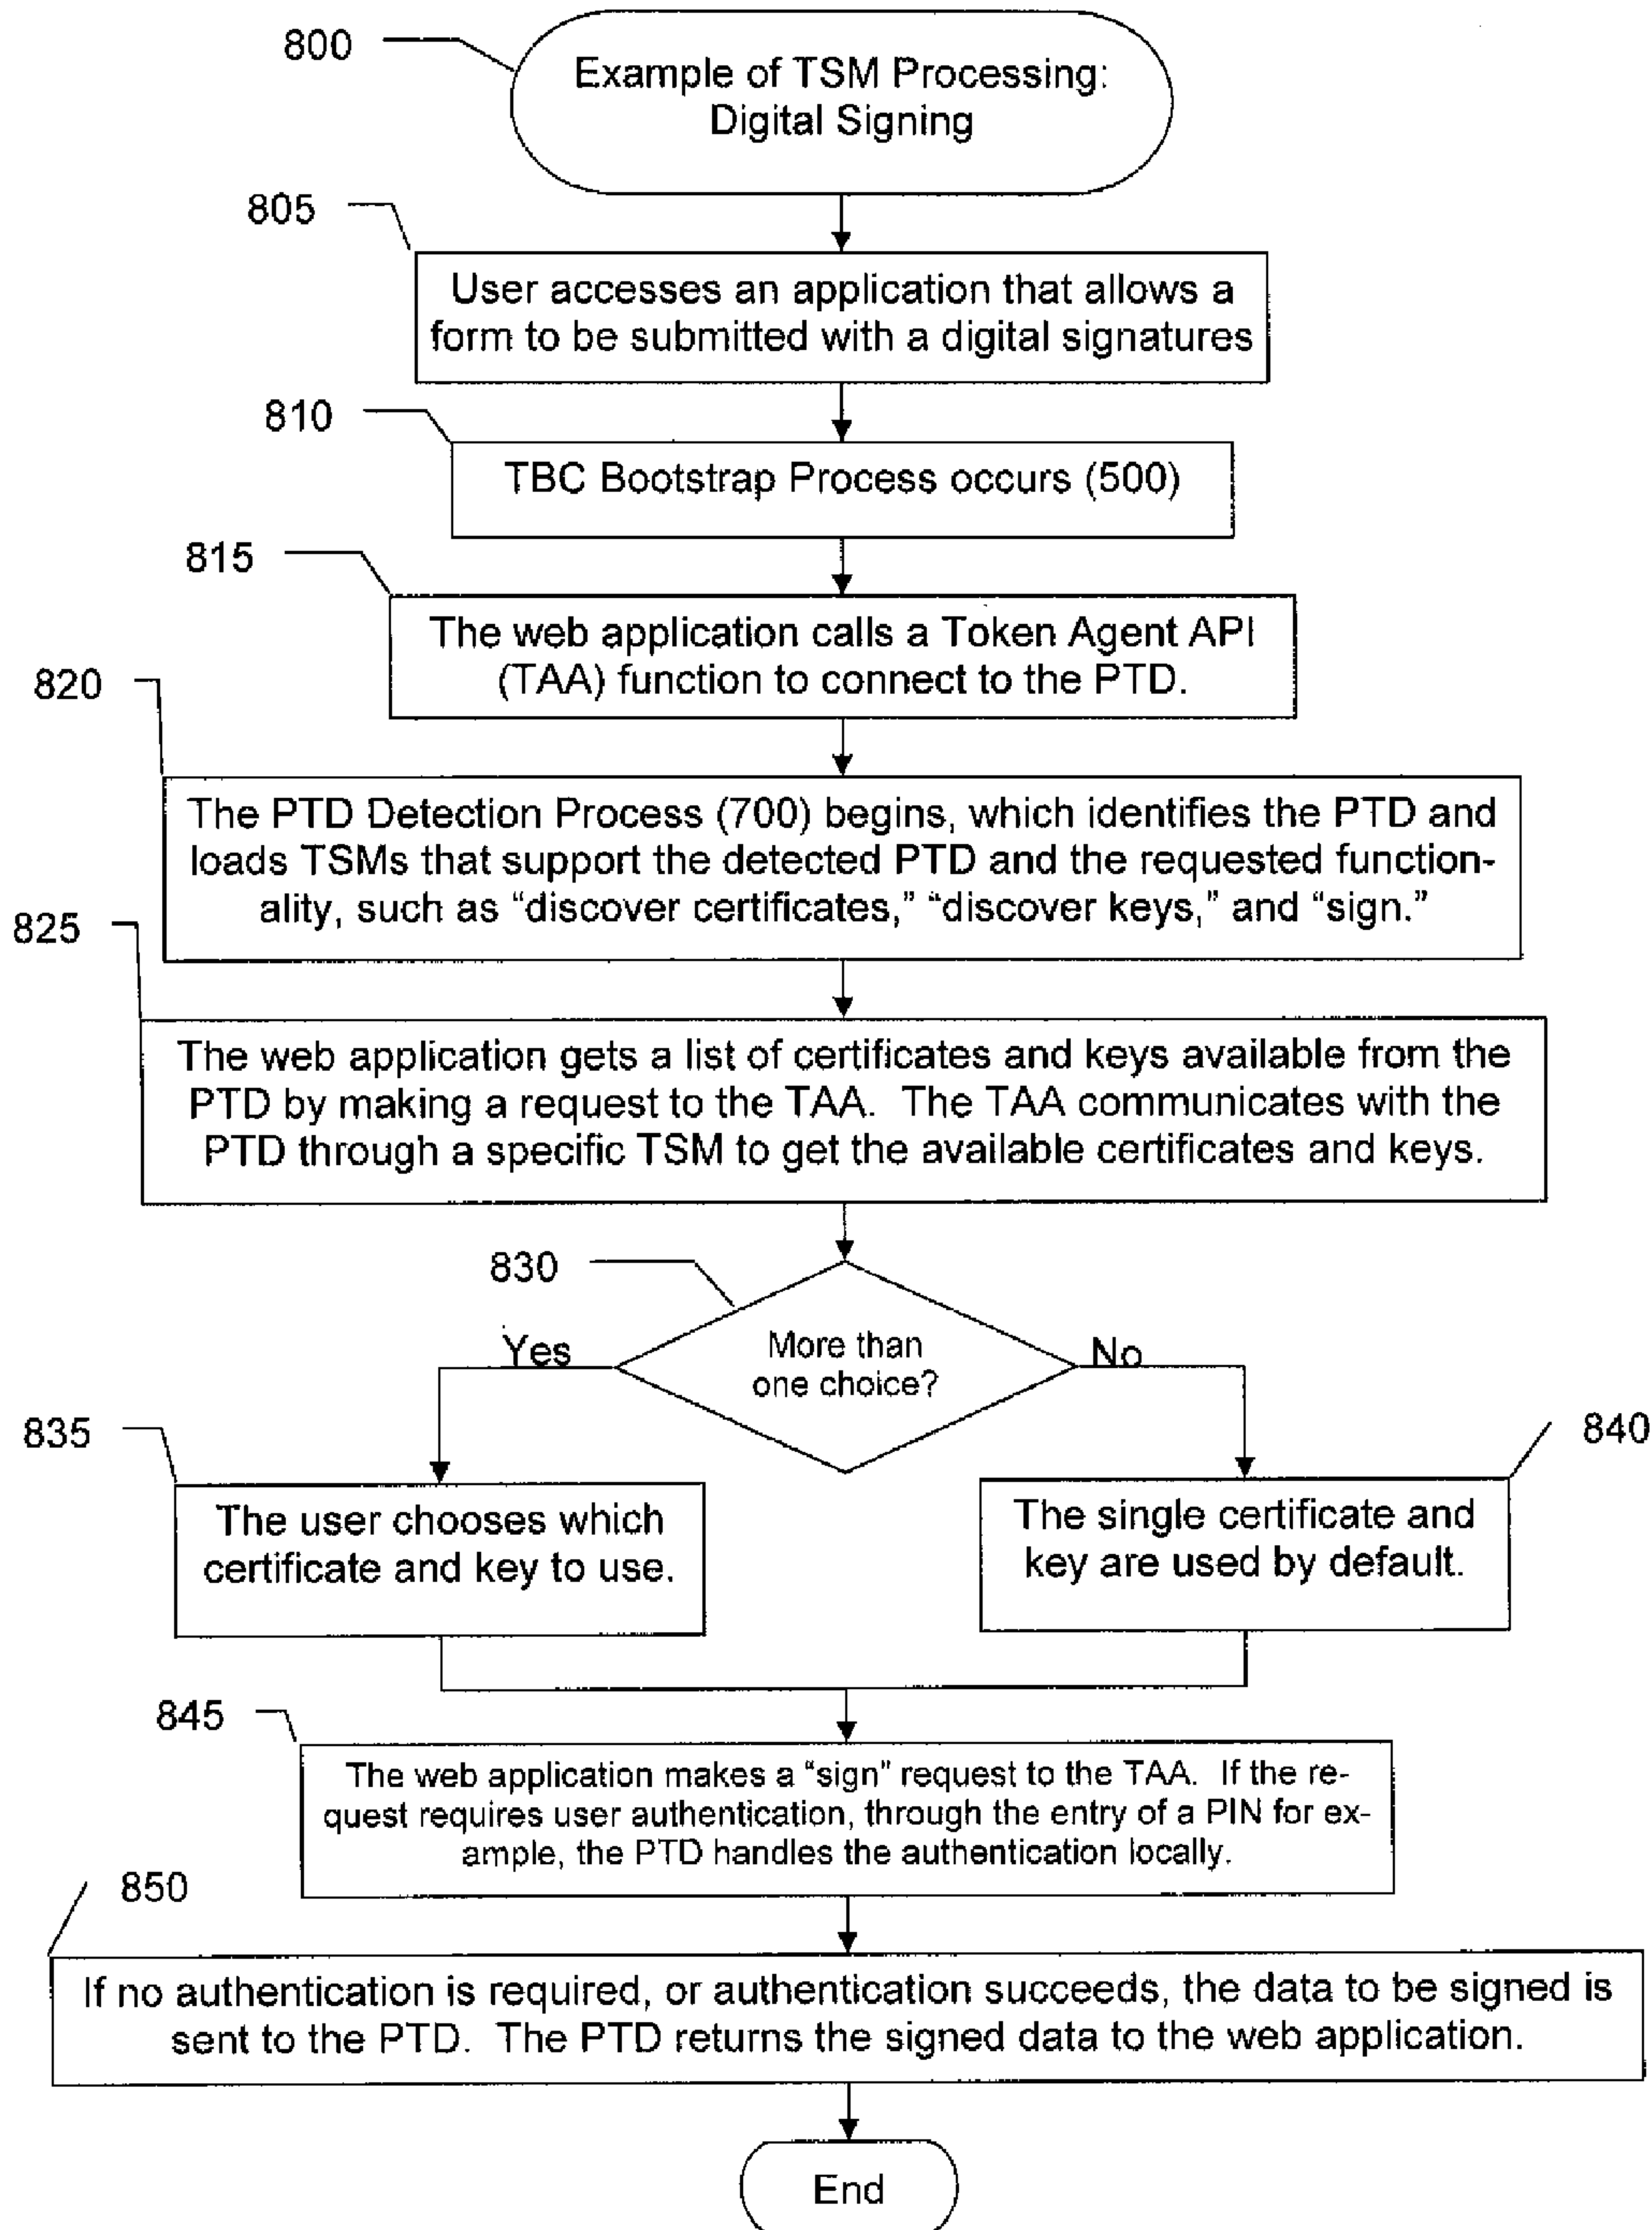 800
Example of TSM Processing:
Digital Signing
805
User accesses an application that allows a
form to be submitted with a digital signatures
810
TBC Bootstrap Process occurs (500)
815
The web application calls a Token Agent API
(TAA) function to connect to the PTD.
820
The PTD Detection Process (700) begins, which identifies the PTD and
loads TSMs that support the detected PTD and the requested function-
ality, such as “discover certificates,” “discover keys,” and “sign.”
825
The web application gets a list of certificates and keys available from the
PTD by making a request to the TAA.  The TAA communicates with the
PTD through a specific TSM to get the available certificates and keys.
830
Yes
More than
one choice?
No
835
The user chooses which
certificate and key to use.
840
The single certificate and
key are used by default.
845
The web application makes a “sign” request to the TAA.  If the re-
quest requires user authentication, through the entry of a PIN for ex-
ample, the PTD handles the authentication locally.
850
If no authentication is required, or authentication succeeds, the data to be signed is
sent to the PTD.  The PTD returns the signed data to the web application.
End